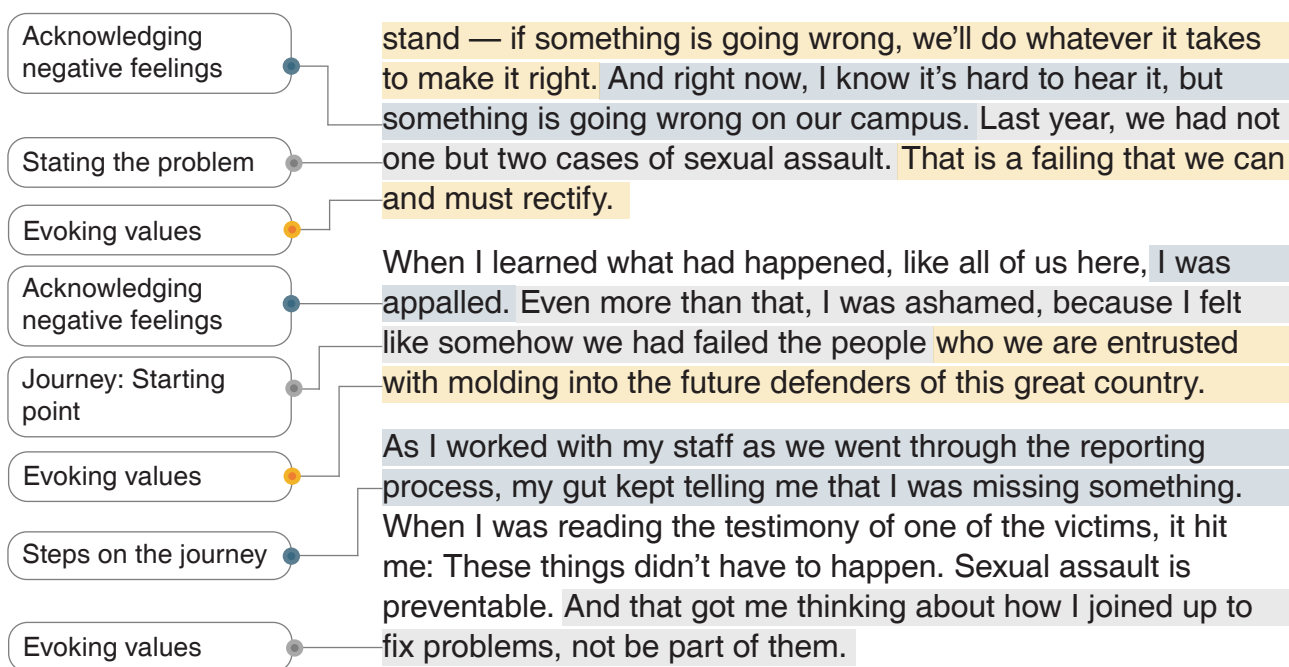 Acknowledging
negative feelings
Stating the problem
Evoking values
Acknowledging
negative feelings
Journey: Starting
point
Evoking values
Steps on the journey
Evoking values
stand — if something is going wrong, we’ll do whatever it takes
to make it right. And right now, I know it’s hard to hear it, but
something is going wrong on our campus. Last year, we had not
one but two cases of sexual assault. That is a failing that we can
and must rectify.
When I learned what had happened, like all of us here, I was
appalled. Even more than that, I was ashamed, because I felt
like somehow we had failed the people who we are entrusted
with molding into the future defenders of this great country.
As I worked with my staff as we went through the reporting
process, my gut kept telling me that I was missing something.
When I was reading the testimony of one of the victims, it hit
me: These things didn’t have to happen. Sexual assault is
preventable. And that got me thinking about how I joined up to
fix problems, not be part of them.